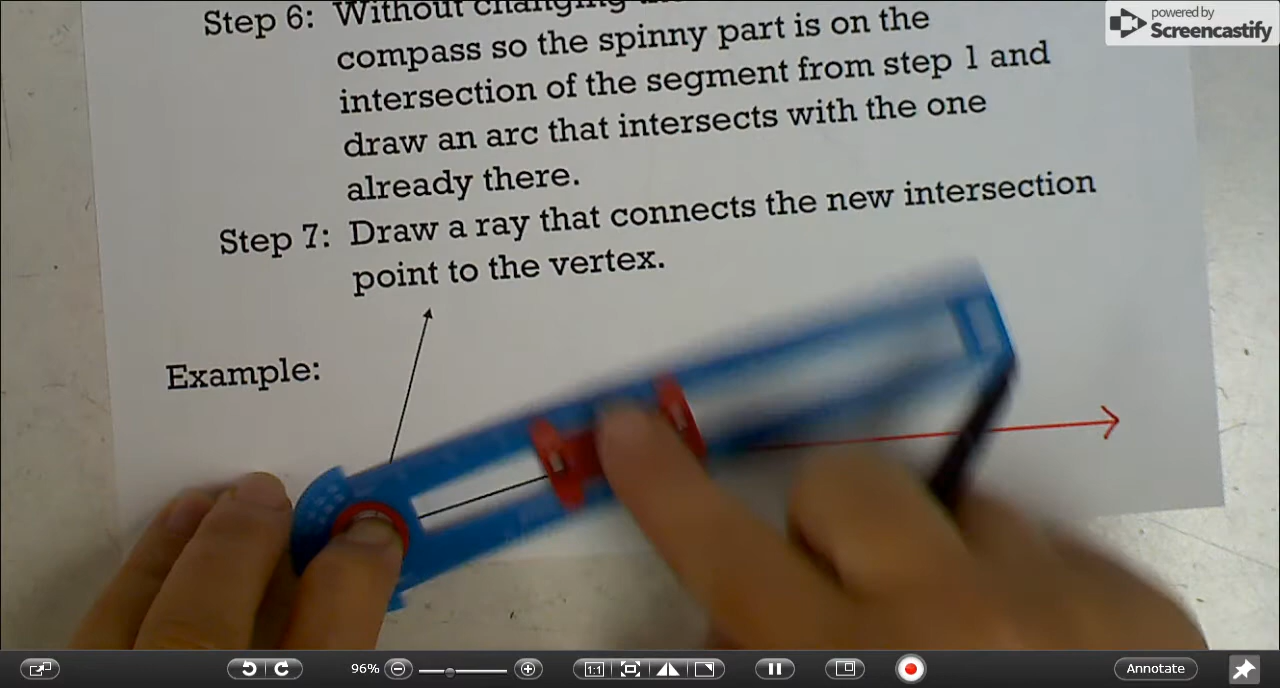 powered by
Screencastify
Step 6: Without changing
compass so the spinny part is on the
intersection of the segment from step 1 and
draw an arc that intersects with the one
already there.
Step 7: Draw a ray that connects the new intersection
point to the vertex.
Example:
96%
1:1
Annotate